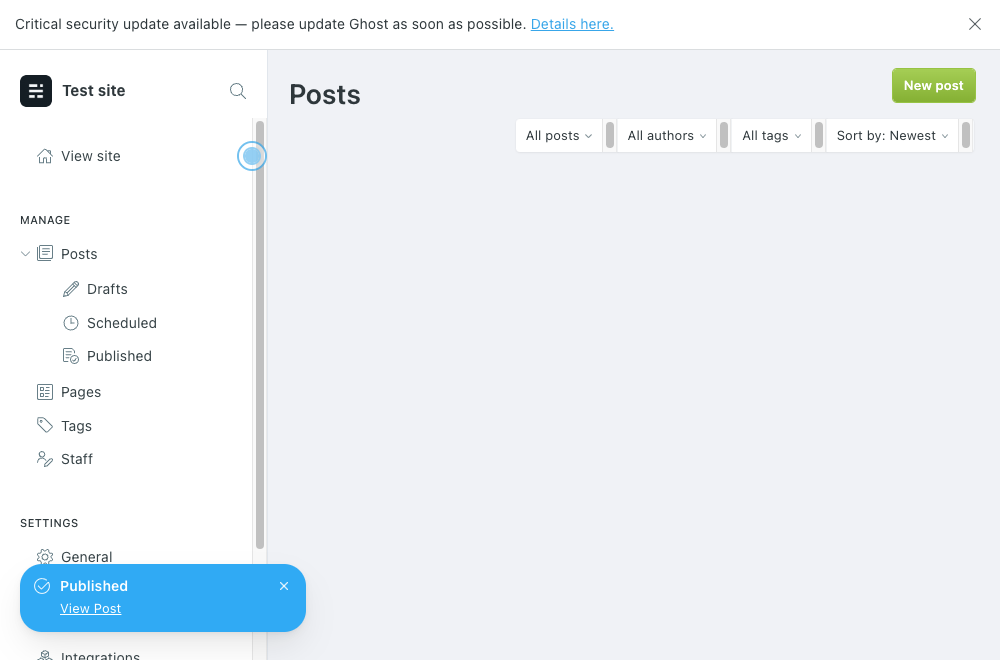 Critical security update available — please update Ghost as soon as possible. Details here.
Test site
View site
MANAGE
Posts
Drafts
Scheduled
Published
Pages
Tags
Staff
SETTINGS
General
Published
View Post
Integrations
Posts
New post
All posts
All authors
All tags
Sort by: Newest